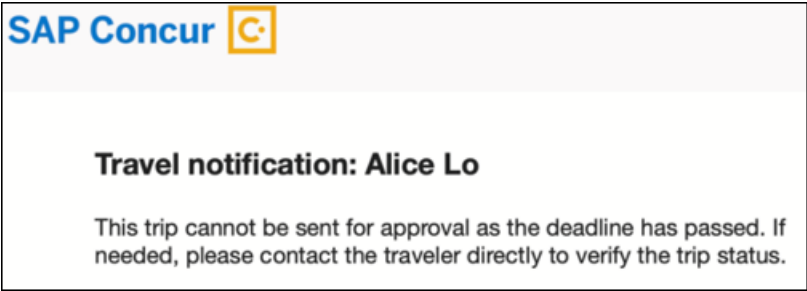 SAP Concur C.
Travel notification: Alice Lo
This trip cannot be sent for approval as the deadline has passed. If
needed, please contact the traveler directly to verify the trip status.